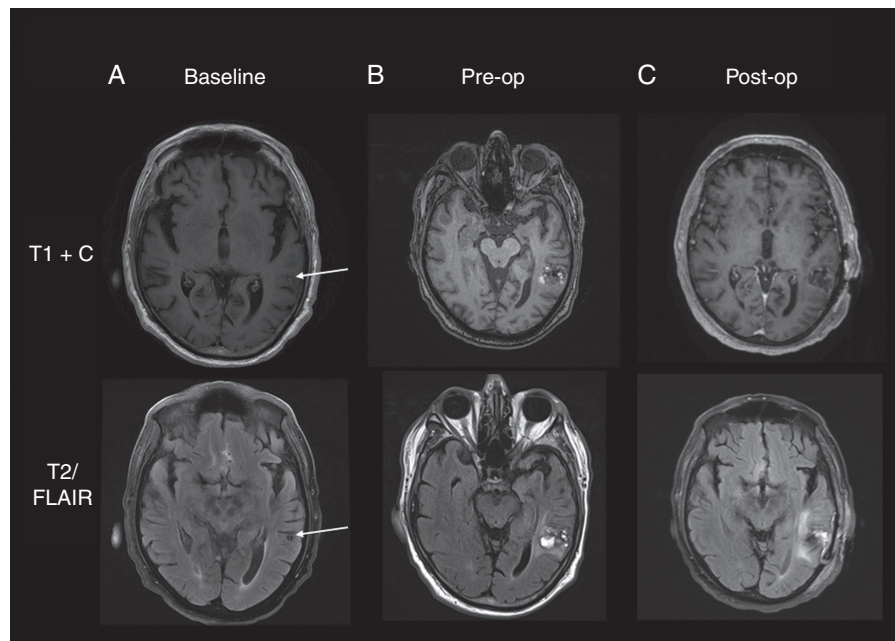 A Baseline
B Pre-op
C Post-op
T1 + C
T2/
FLAIR